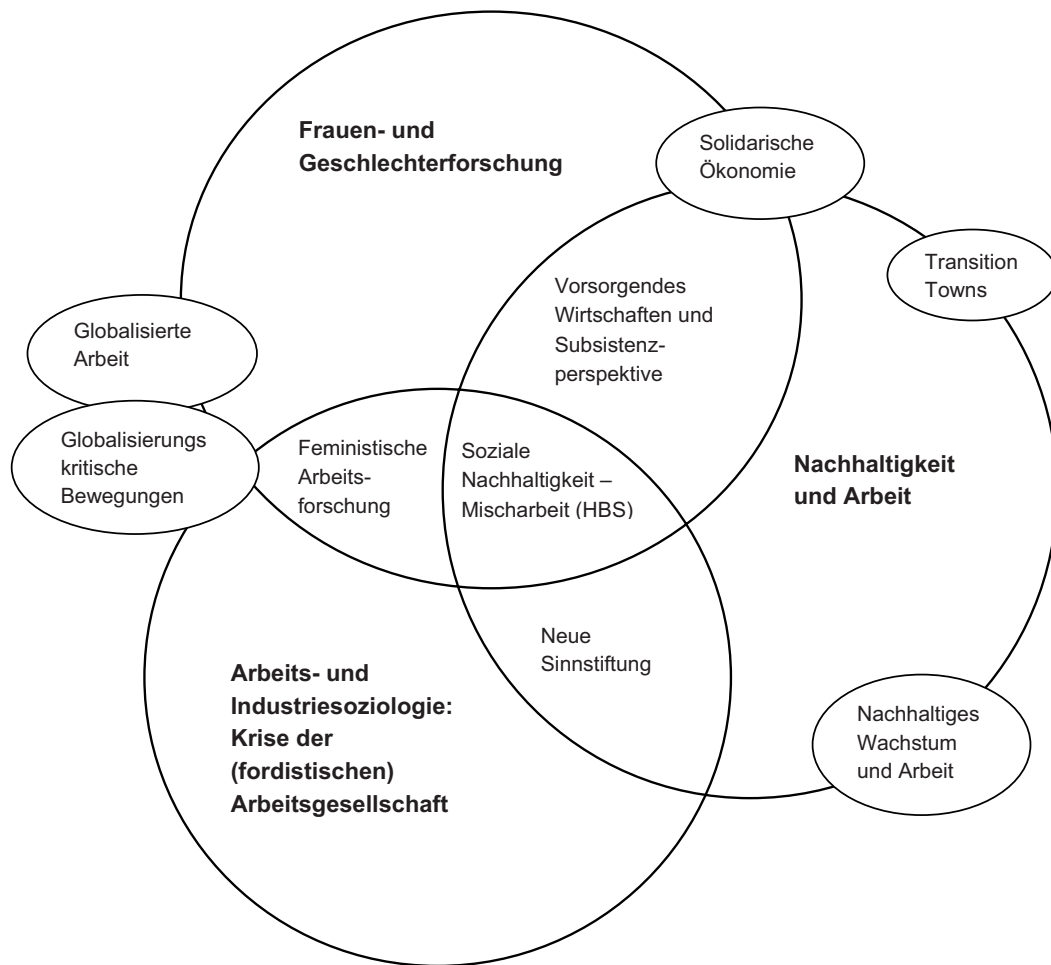 Frauen- und
Geschlechterforschung
Solidarische
Ökonomie
Transition
Towns
Vorsorgendes
Wirtschaften und
Subsistenz-
perspektive
Globalisierte
Arbeit
Globalisierungs
kritische
Bewegungen
Feministische
Arbeits-
forschung
Soziale
Nachhaltigkeit –
Mischarbeit (HBS)
Nachhaltigkeit
und Arbeit
Neue
Sinnstiftung
Arbeits- und
Industriesoziologie:
Krise der
(fordistischen)
Arbeitsgesellschaft
Nachhaltiges
Wachstum
und Arbeit